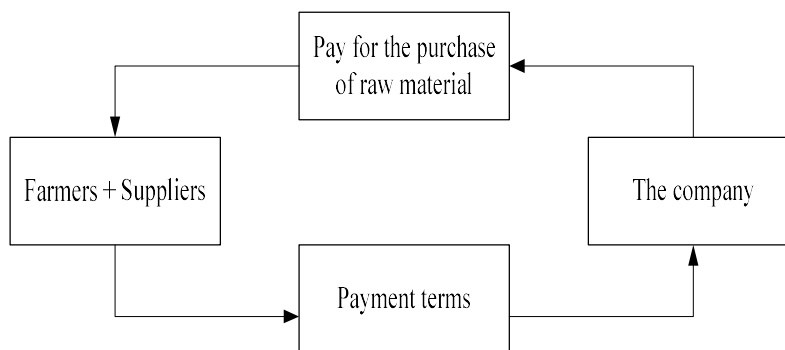 Pay for the purchase
of raw material
Farmers + Suppliers
The company
Payment terms